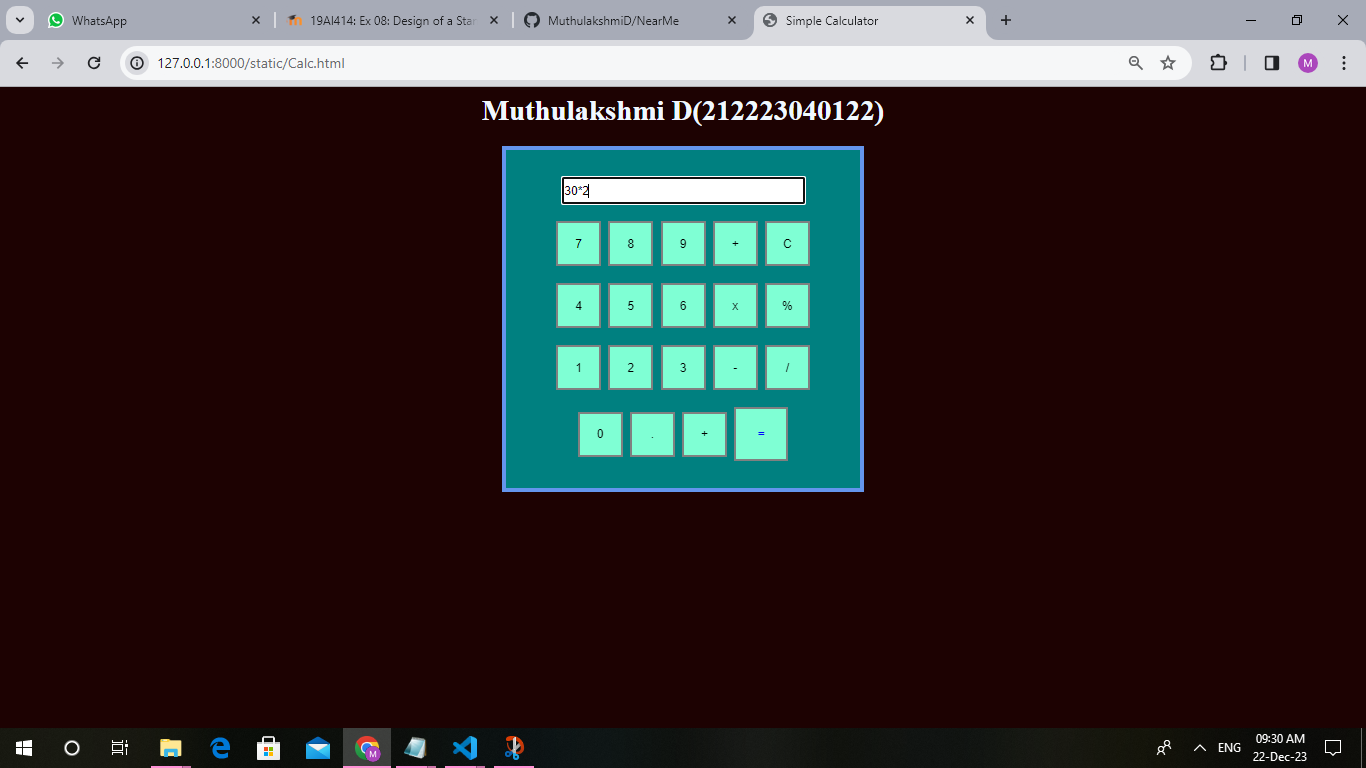 WhatsApp
19AI414: Ex 08: Design of a Star
MuthulakshmiD/NearMe
Simple Calculator
127.0.0.1:8000/static/Calc.html
M
Muthulakshmi D(212223040122)
30*2
7 8 9 + C
4 5 6 x %
1 2 3 - /
0 . + =
M
ENG
09:30 AM
22-Dec-23